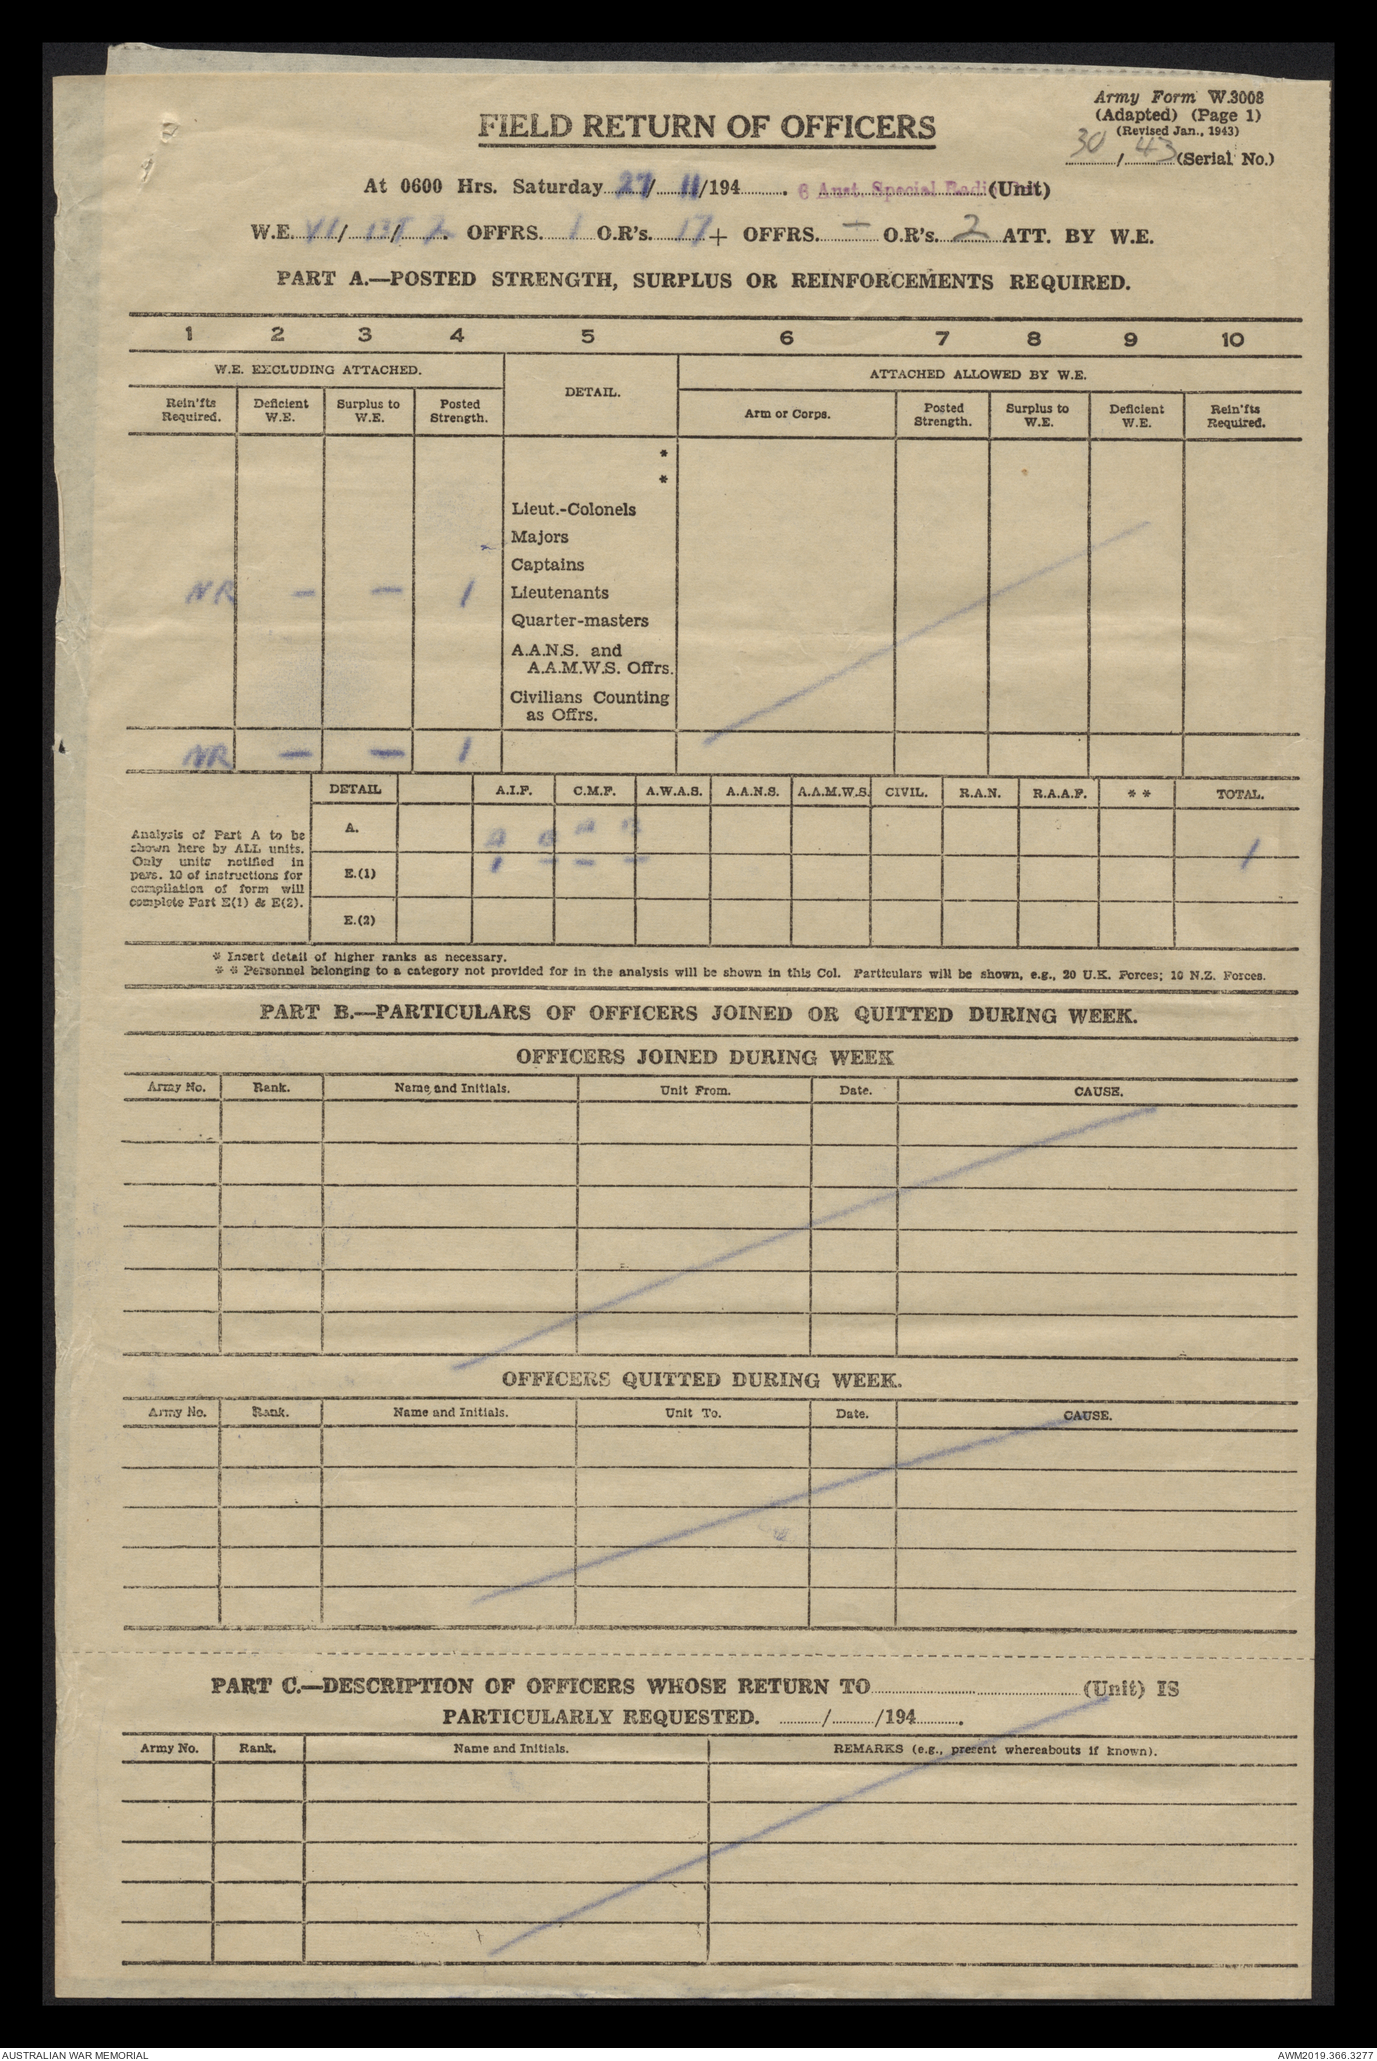 Army Form W.3008
(Adapted) (Page 1)
(Revised Jan., 1943)
30/43 (Serial No.)
FIELD RETURN OF OFFICERS
At 0600 Hrs. Saturday 27/11/194 . 6 Aust. Special Radi (Unit)
W.E. VI/ / 2. OFFRS. 1 O.R's. 17 + OFFRS. — O.R's. 2 ATT. BY W.E.
PART A.—POSTED STRENGTH, SURPLUS OR REINFORCEMENTS REQUIRED.
1 2 3 4 5 6 7 8 9 10
W.E. EXCLUDING ATTACHED. DETAIL. ATTACHED ALLOWED BY W.E.
Rein'fts Required. Deficient W.E. Surplus to W.E. Posted Strength. Arm or Corps. Posted Strength. Surplus to W.E. Deficient W.E. Rein'fts Required.
*
*
Lieut.-Colonels
Majors
Captains
NR — — 1 Lieutenants
Quarter-masters
A.A.N.S. and
A.A.M.W.S. Offrs.
Civilians Counting
as Offrs.
NR — — 1
DETAIL A.I.F. C.M.F. A.W.A.S. A.A.N.S. A.A.M.W.S. CIVIL. R.A.N. R.A.A.F. * * TOTAL.
Analysis of Part A to be
shown here by ALL units.
Only units notified in
para. 10 of instructions for
compilation of form will
complete Part E(1) & E(2).
A. A B A B
1 — — — 1
E.(1)
E.(2)
* Insert detail of higher ranks as necessary.
* * Personnel belonging to a category not provided for in the analysis will be shown in this Col. Particulars will be shown, e.g., 20 U.K. Forces; 10 N.Z. Forces.
PART B.—PARTICULARS OF OFFICERS JOINED OR QUITTED DURING WEEK.
OFFICERS JOINED DURING WEEK
Army No. Rank. Name and Initials. Unit From. Date. CAUSE.
OFFICERS QUITTED DURING WEEK.
Army No. Rank. Name and Initials. Unit To. Date. CAUSE.
PART C.—DESCRIPTION OF OFFICERS WHOSE RETURN TO (Unit) IS
PARTICULARLY REQUESTED. / /194 .
Army No. Rank. Name and Initials. REMARKS (e.g., present whereabouts if known).
AUSTRALIAN WAR MEMORIAL AWM2019.366.3277